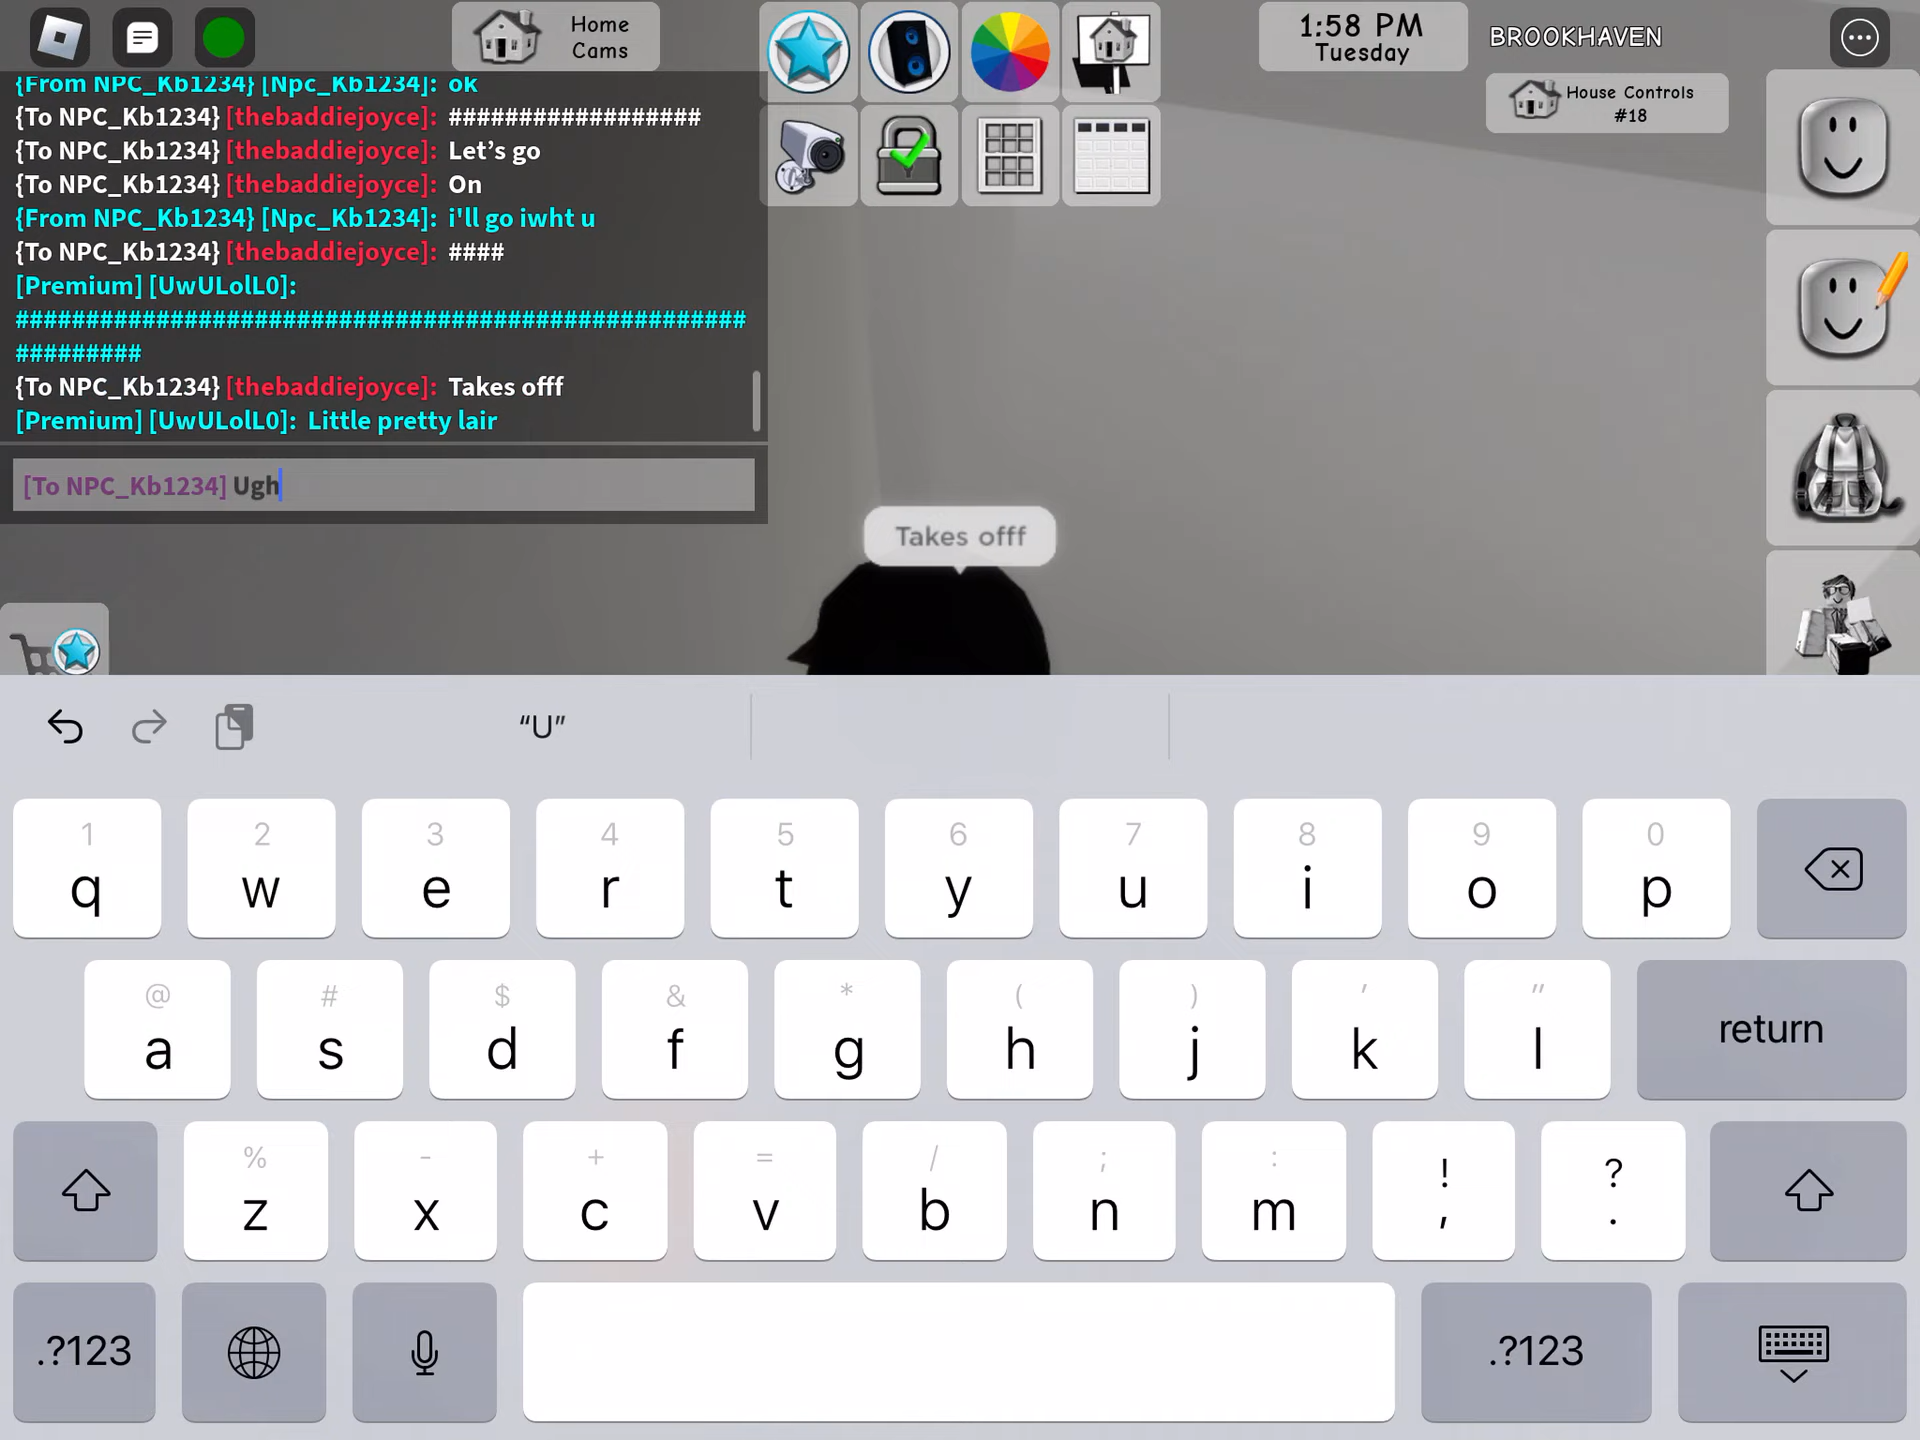 Home
Cams
1:58 PM
Tuesday
BROOKHAVEN
House Controls
#18
{From NPC_Kb1234} [Npc_Kb1234]: ok
{To NPC_Kb1234} [thebaddiejoyce]: ##################
{To NPC_Kb1234} [thebaddiejoyce]: Let’s go
{To NPC_Kb1234} [thebaddiejoyce]: On
{From NPC_Kb1234} [Npc_Kb1234]: i'll go iwht u
{To NPC_Kb1234} [thebaddiejoyce]: ####
[Premium] [UwULolL0]:
####################################################
#########
{To NPC_Kb1234} [thebaddiejoyce]: Takes offf
[Premium] [UwULolL0]: Little pretty lair
[To NPC_Kb1234] Ugh
Takes offf
“U”
1 2 3 4 5 6 7 8 9 0
q w e r t y u i o p
@ # $ & * ( ) ' "
a s d f g h j k l return
% - + = / ; : ! ?
z x c v b n m , .
.?123 .?123